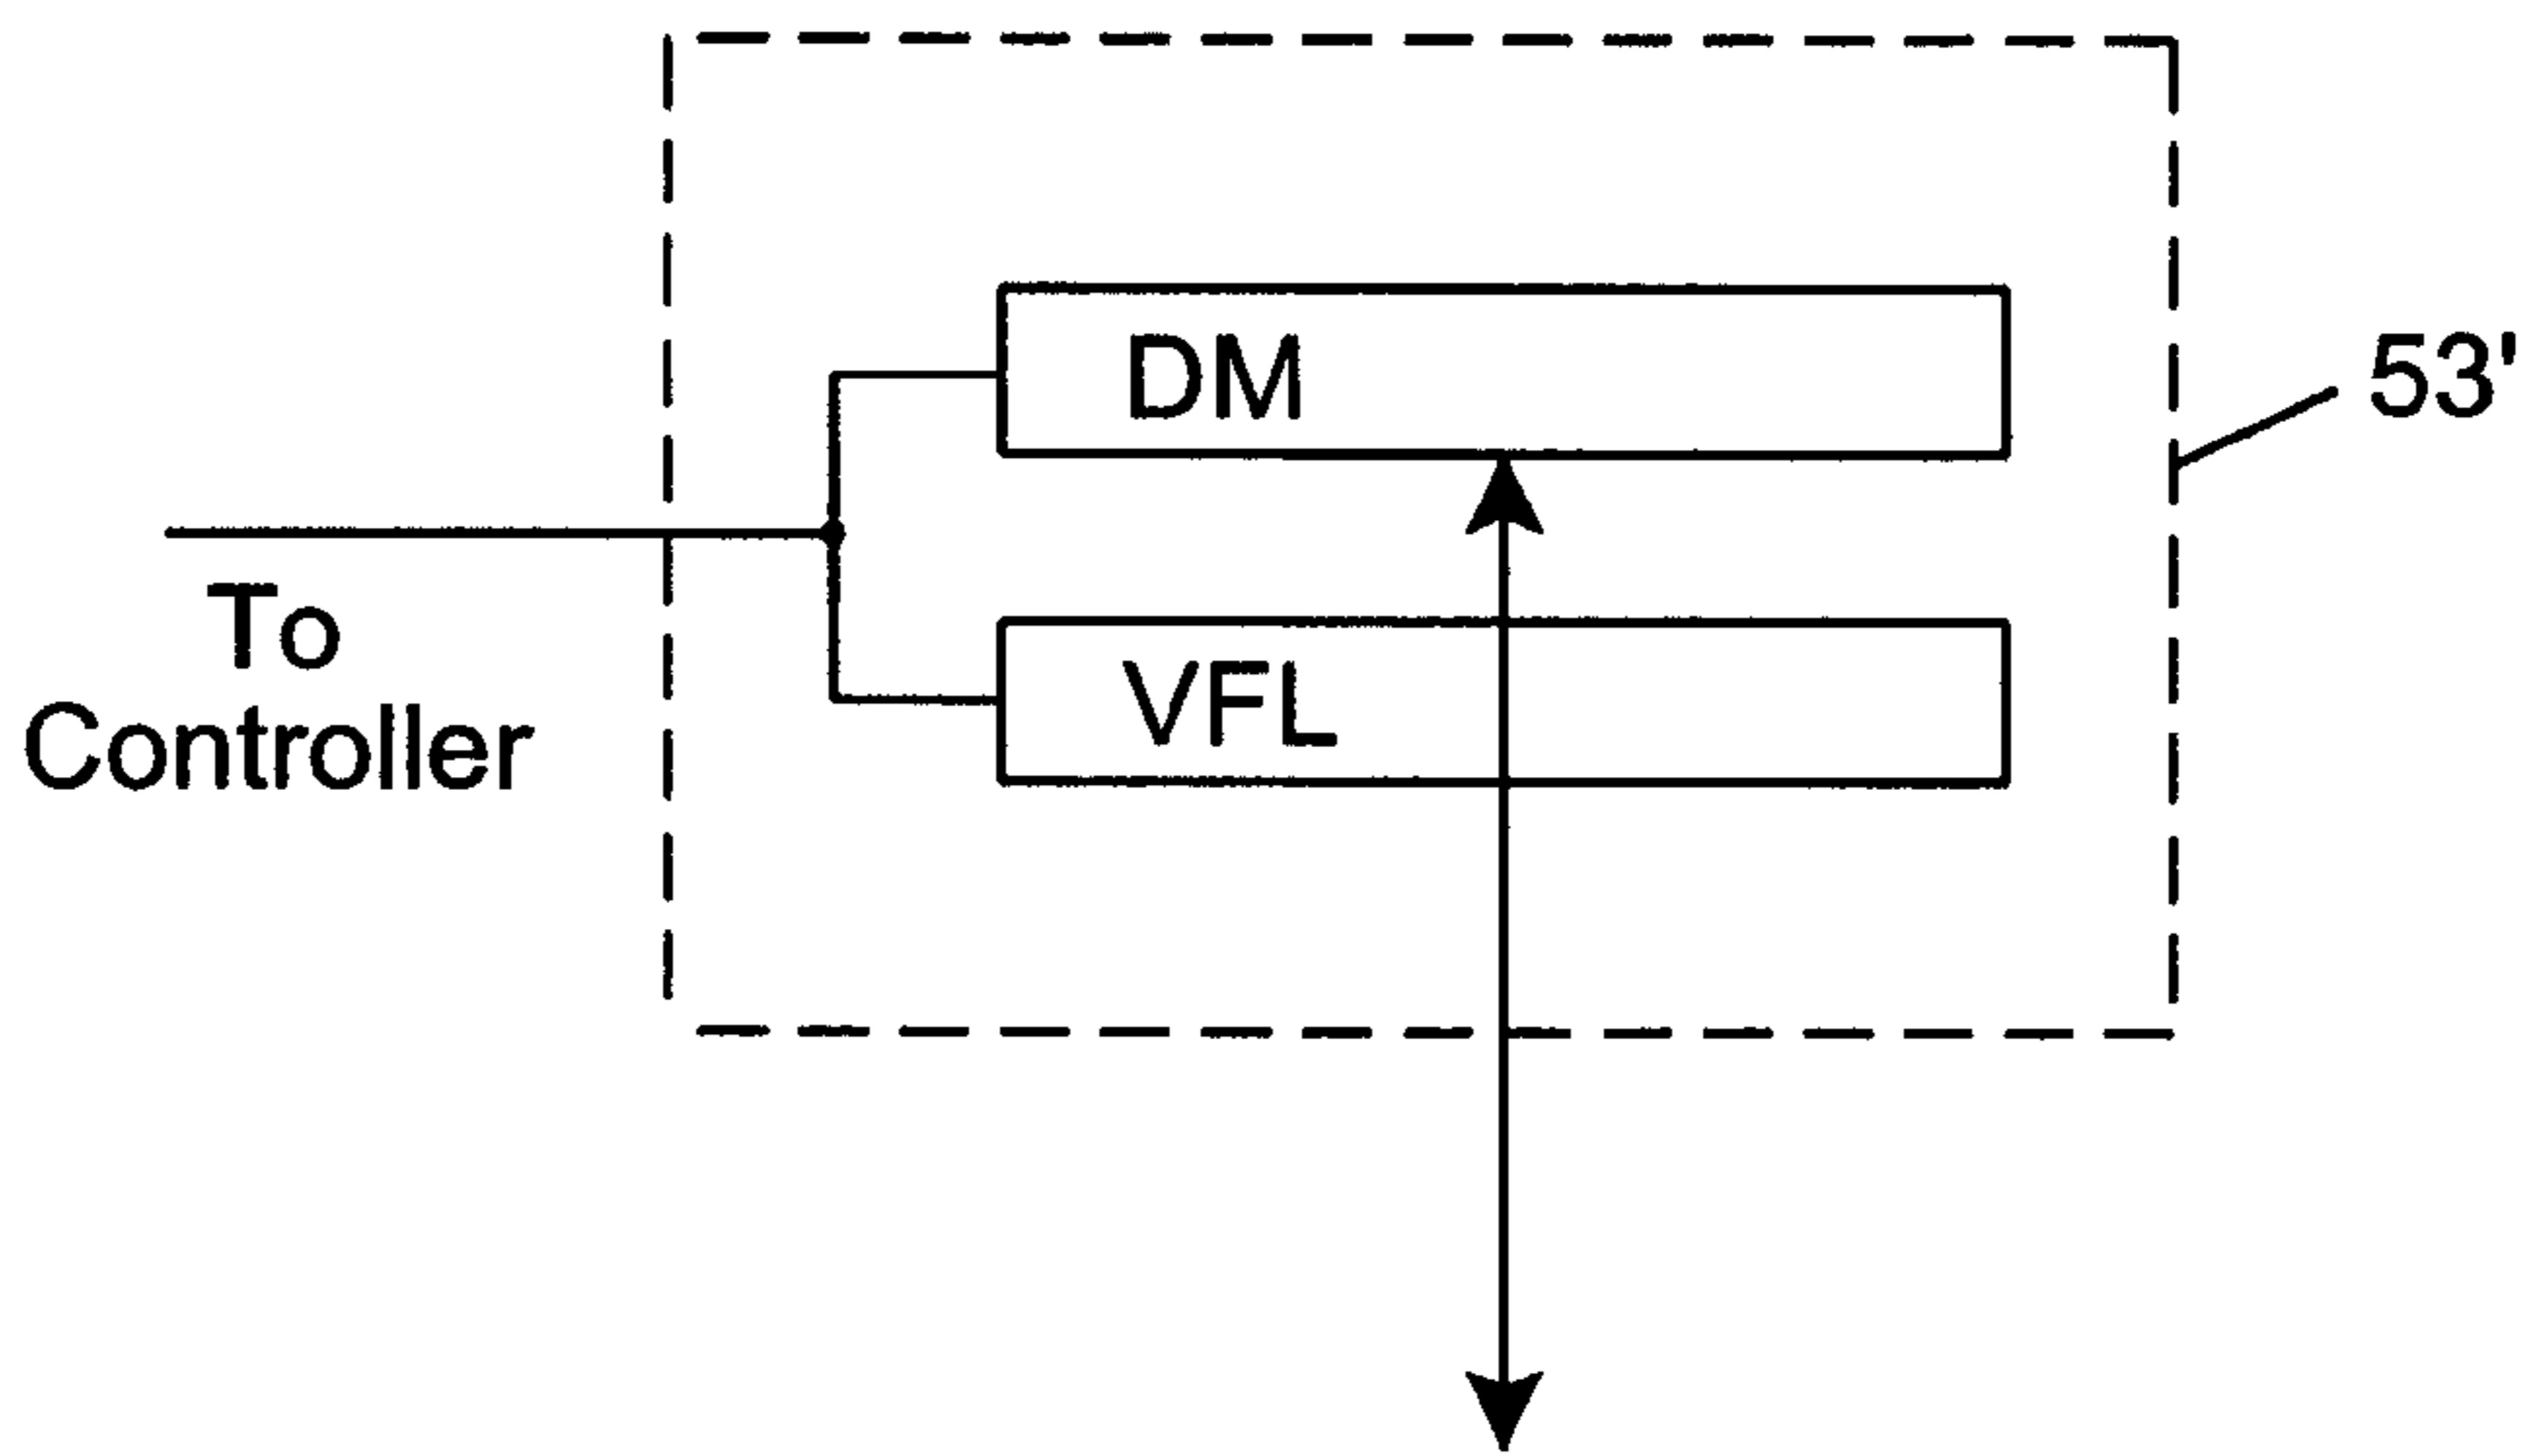 DM
53'
To
Controller
VFL